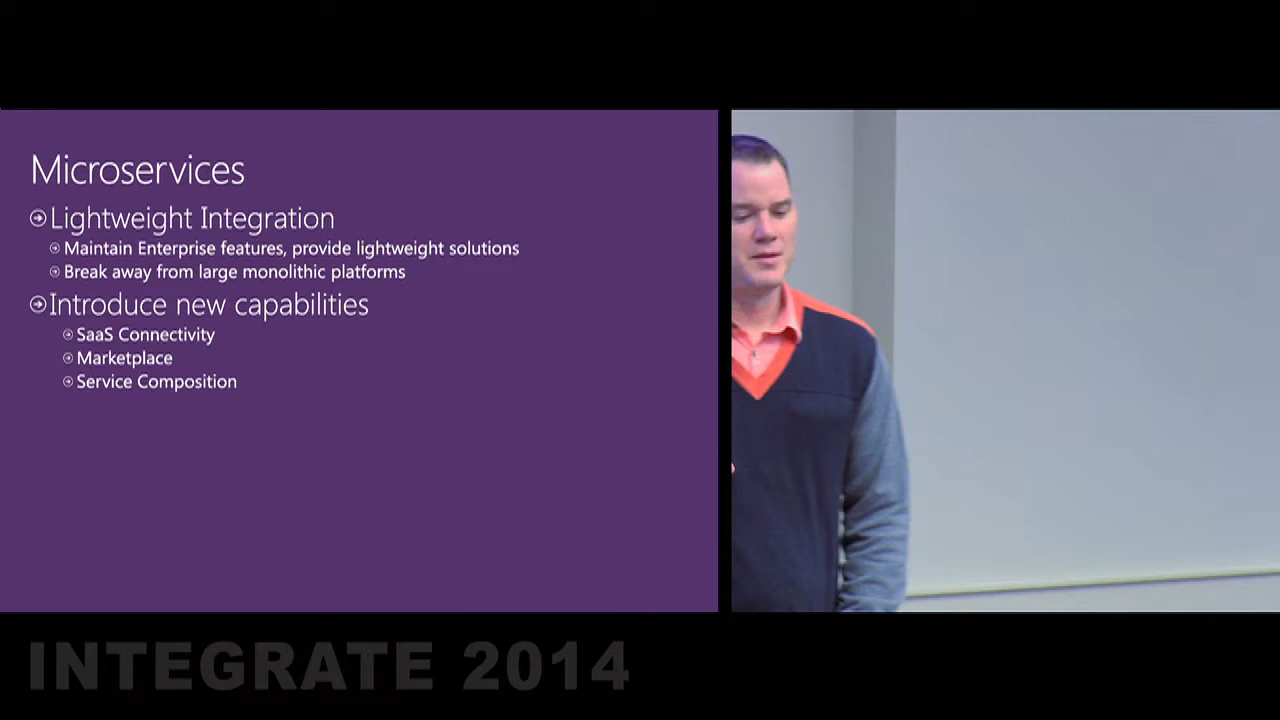 Microservices
Lightweight Integration
Maintain Enterprise features, provide lightweight solutions
Break away from large monolithic platforms
Introduce new capabilities
SaaS Connectivity
Marketplace
Service Composition
INTEGRATE 2014